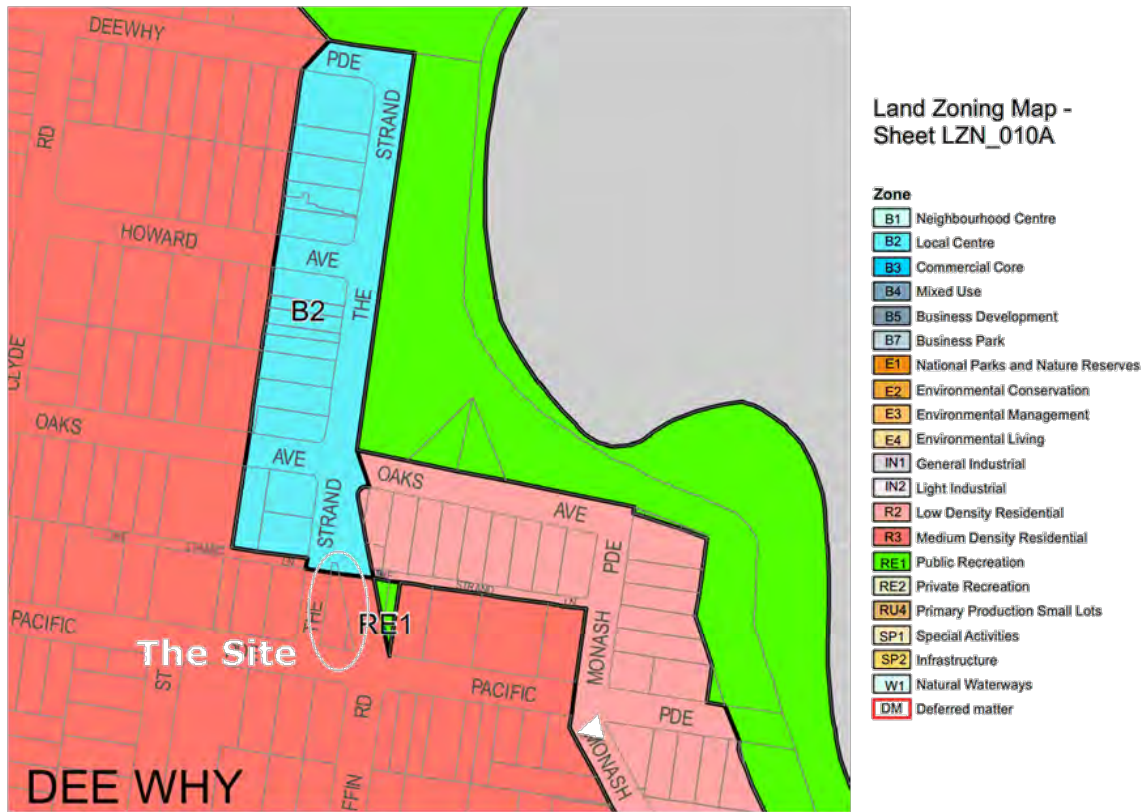 DEEWHY
PDE
STRAND
RD
HOWARD
AVE
THE
B2
CLYDE
OAKS
AVE
STRAND
OAKS
AVE
PDE
LN
STRAND
LN
THE
RE1
PACIFIC
The Site
ST
MONASH
PACIFIC
RD
PDE
MONASH
FFIN
DEE WHY
Land Zoning Map -
Sheet LZN_010A
Zone
B1 Neighbourhood Centre
B2 Local Centre
B3 Commercial Core
B4 Mixed Use
B5 Business Development
B7 Business Park
E1 National Parks and Nature Reserves
E2 Environmental Conservation
E3 Environmental Management
E4 Environmental Living
IN1 General Industrial
IN2 Light Industrial
R2 Low Density Residential
R3 Medium Density Residential
RE1 Public Recreation
RE2 Private Recreation
RU4 Primary Production Small Lots
SP1 Special Activities
SP2 Infrastructure
W1 Natural Waterways
DM Deferred matter